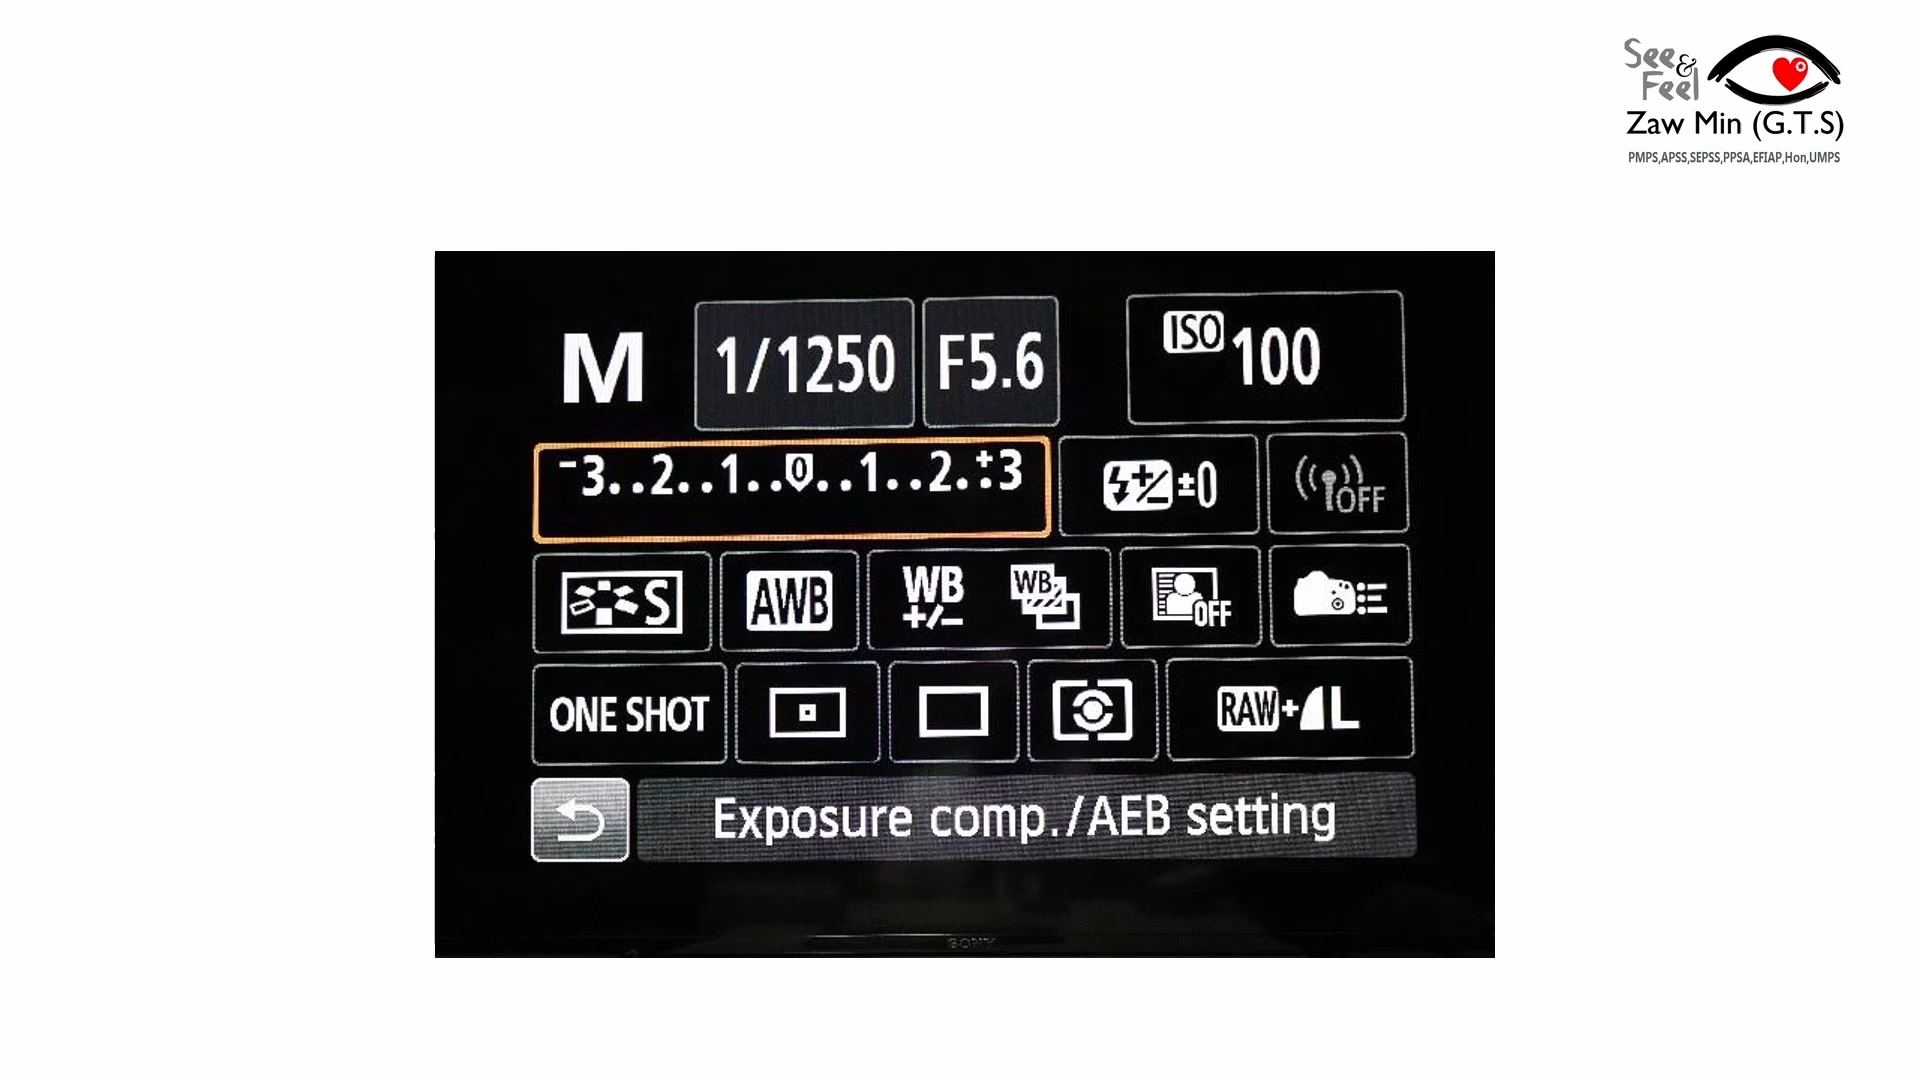 See &
Feel
Zaw Min (G.T.S)
PMPS,APSS,SEPSS,PPSA,EFIAP,Hon,UMPS
M 1/1250 F5.6 ISO 100
-3..2..1..0..1..2.:+3 ±0 OFF
S AWB WB +/- WB OFF
ONE SHOT RAW+L
Exposure comp./AEB setting
SONY